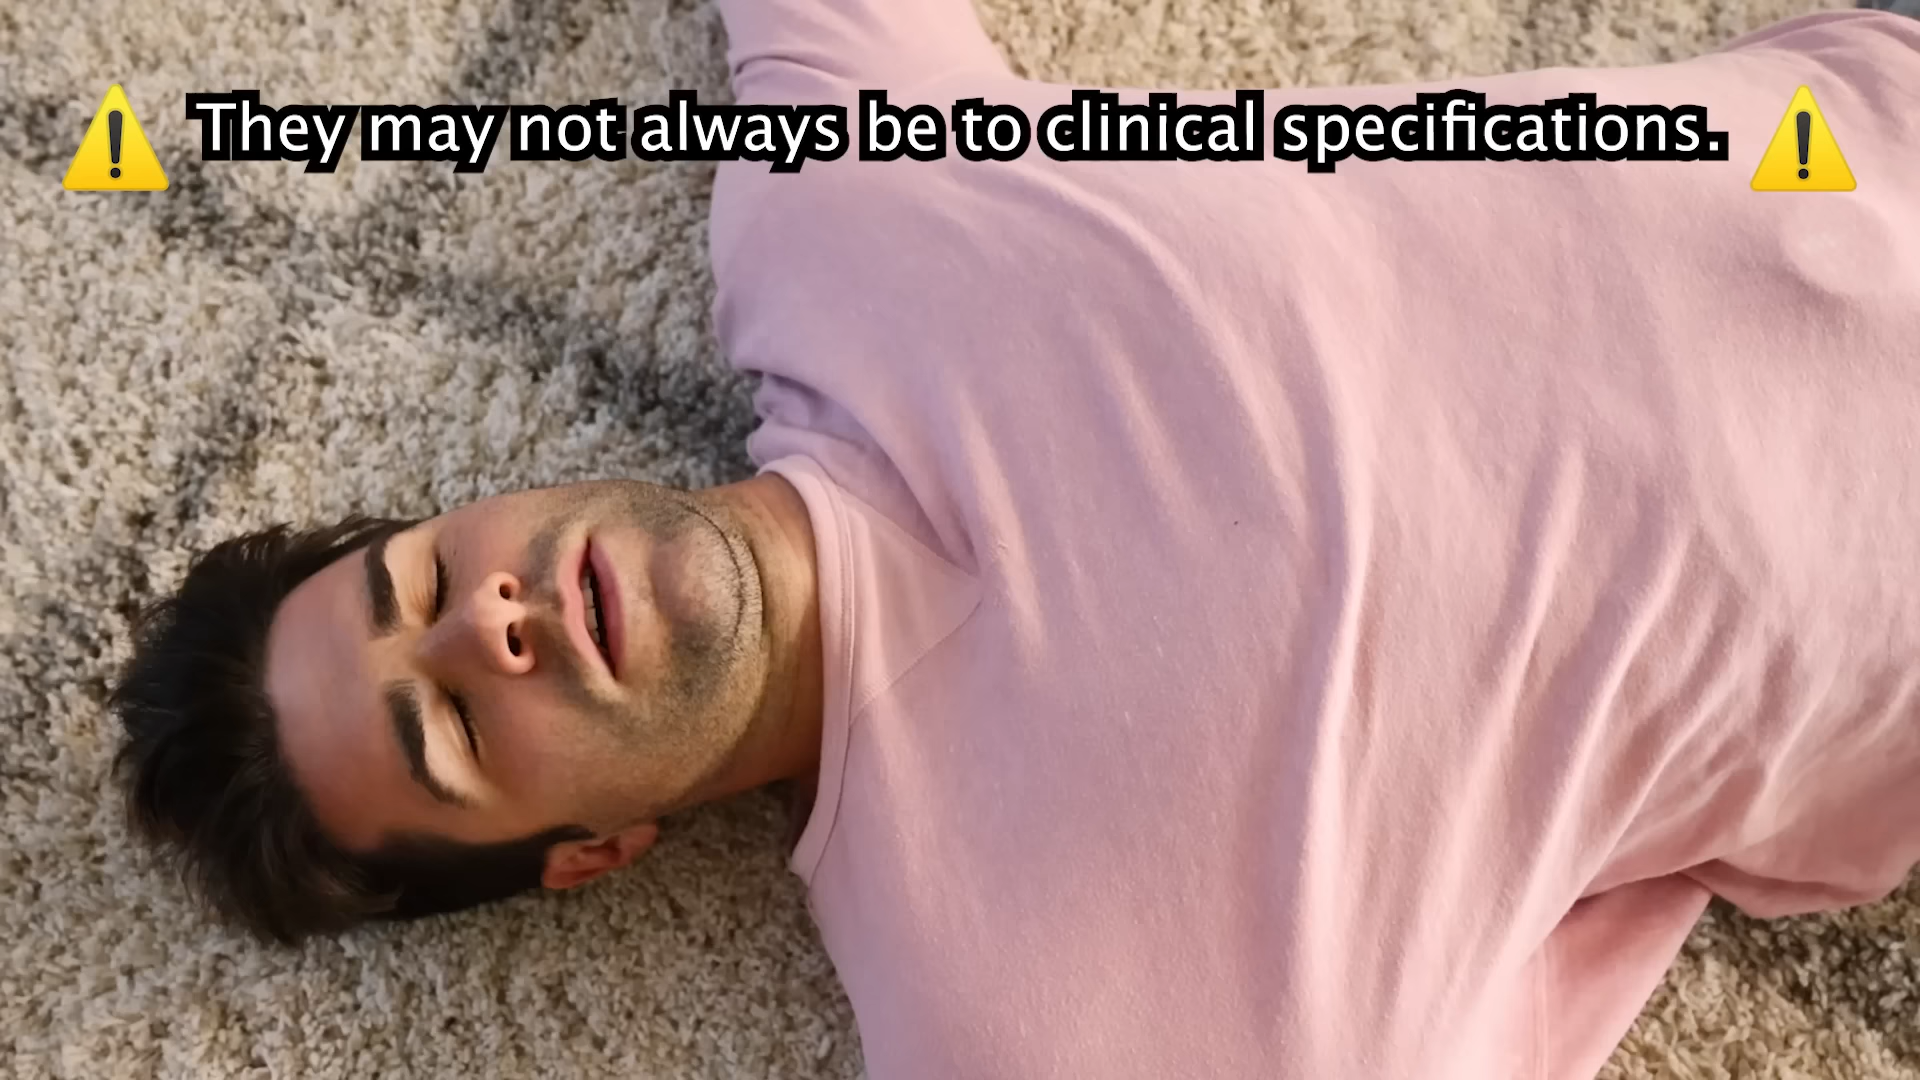 ⚠️ They may not always be to clinical specifications. ⚠️